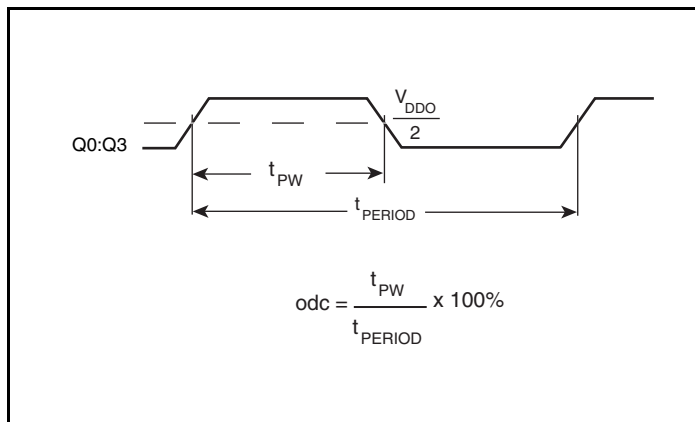 V_DDO
2
Q0:Q3
t_PW
t_PERIOD
odc = t_PW / t_PERIOD x 100%